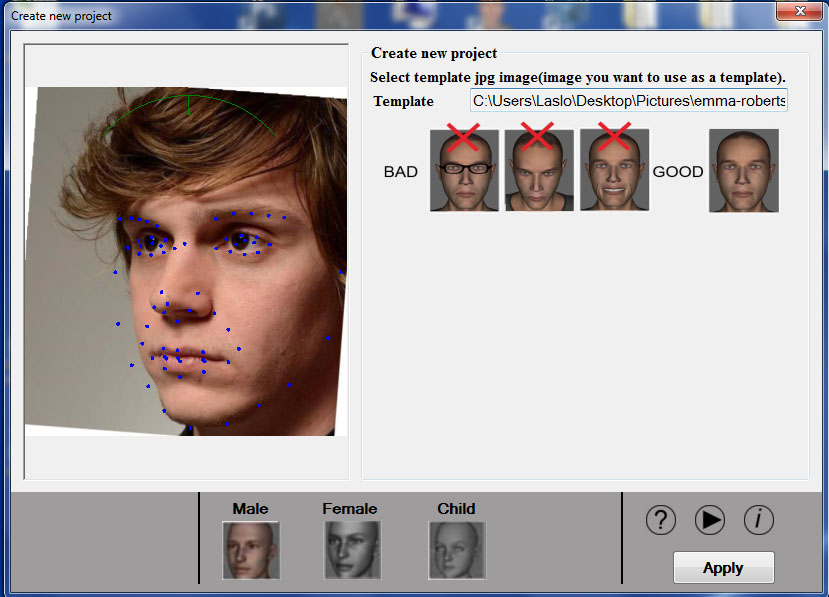 Create new project
Create new project
Select template jpg image(image you want to use as a template).
Template C:\Users\Laslo\Desktop\Pictures\emma-roberts
BAD GOOD
Male Female Child
? i
Apply